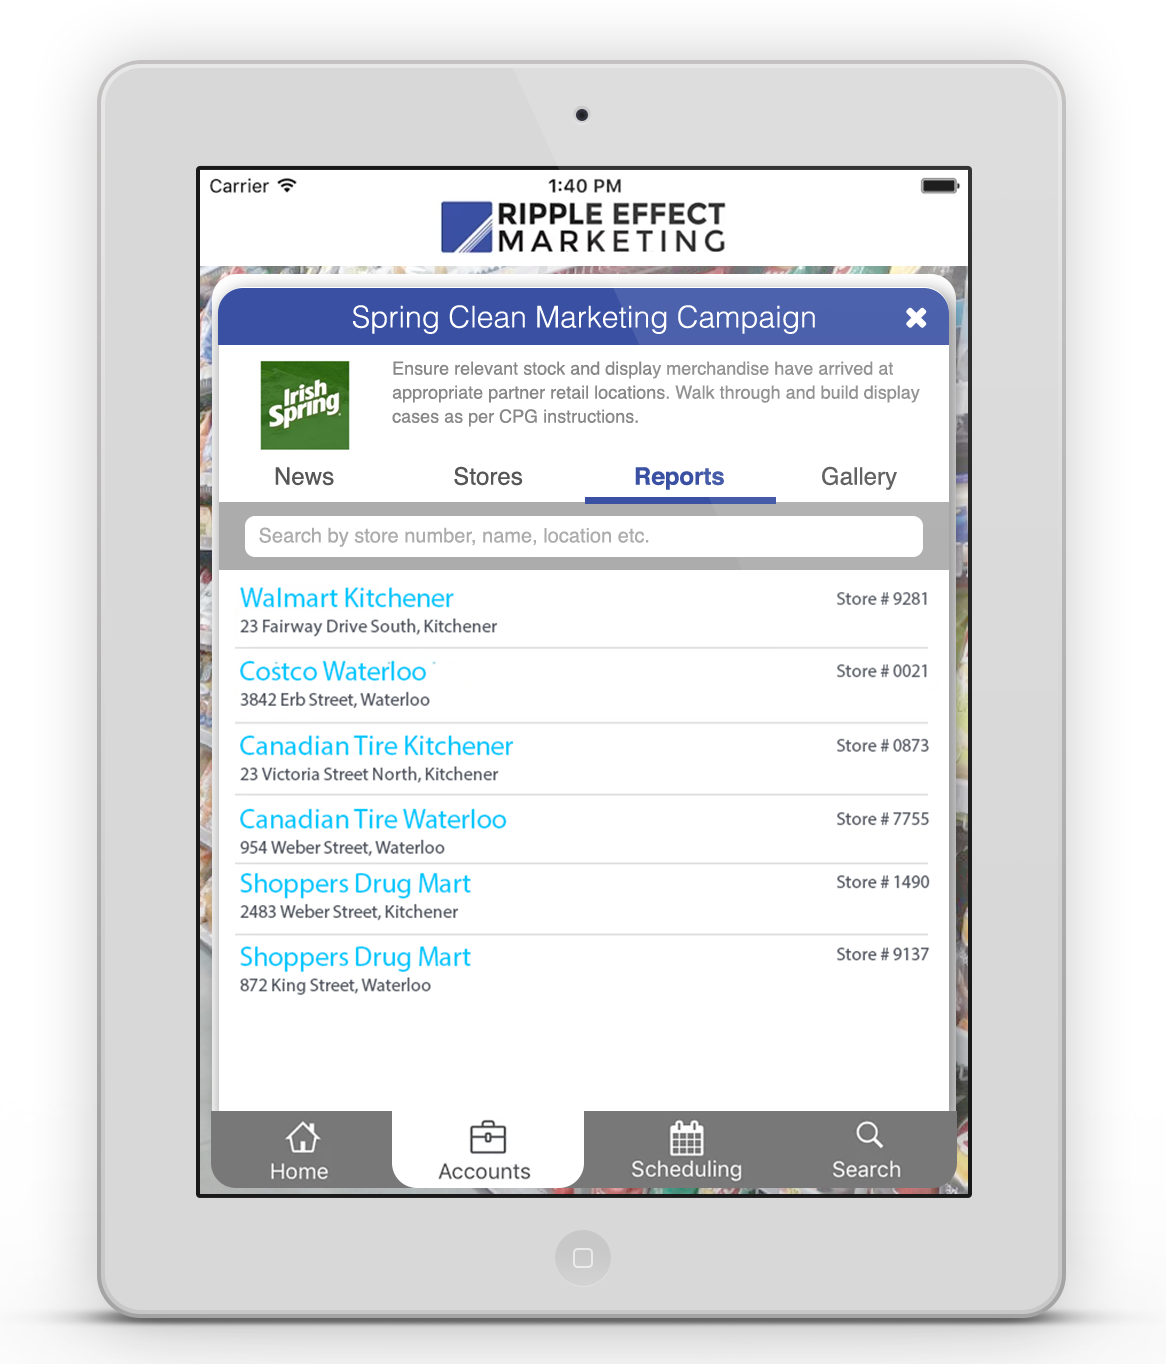 Carrier
1:40 PM
RIPPLE EFFECT
MARKETING
Spring Clean Marketing Campaign
Irish
Spring
Ensure relevant stock and display merchandise have arrived at
appropriate partner retail locations. Walk through and build display
cases as per CPG instructions.
News Stores Reports Gallery
Search by store number, name, location etc.
Walmart Kitchener Store # 9281
23 Fairway Drive South, Kitchener
Costco Waterloo Store # 0021
3842 Erb Street, Waterloo
Canadian Tire Kitchener Store # 0873
23 Victoria Street North, Kitchener
Canadian Tire Waterloo Store # 7755
954 Weber Street, Waterloo
Shoppers Drug Mart Store # 1490
2483 Weber Street, Kitchener
Shoppers Drug Mart Store # 9137
872 King Street, Waterloo
Home Accounts Scheduling Search